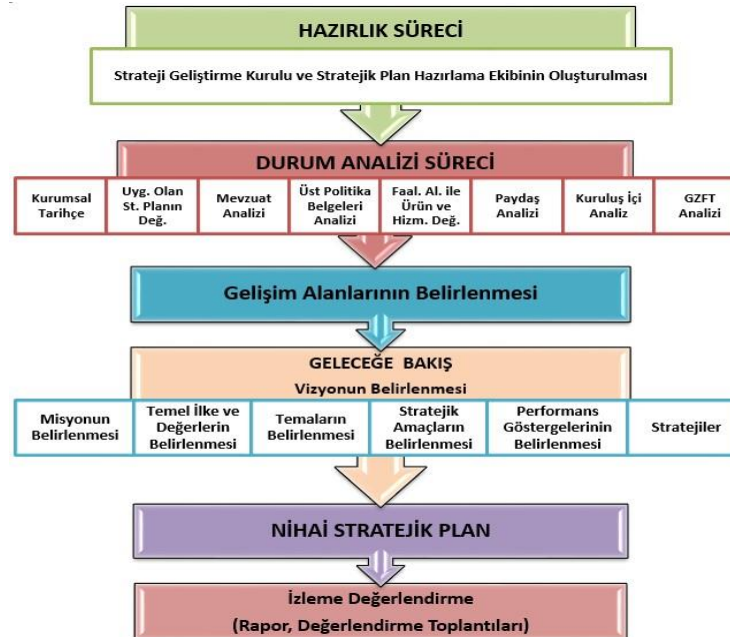 HAZIRLIK SÜRECİ
Strateji Geliştirme Kurulu ve Stratejik Plan Hazırlama Ekibinin Oluşturulması
DURUM ANALİZİ SÜRECİ
Kurumsal
Tarihçe
Uyg. Olan
St. Planın
Değ.
Mevzuat
Analizi
Üst Politika
Belgeleri
Analizi
Faal. Al. ile
Ürün ve
Hizm. Değ.
Paydaş
Analizi
Kuruluş İçi
Analiz
GZFT
Analizi
Gelişim Alanlarının Belirlenmesi
GELECEĞE BAKIŞ
Vizyonun Belirlenmesi
Misyonun
Belirlenmesi
Temel İlke ve
Değerlerin
Belirlenmesi
Temaların
Belirlenmesi
Stratejik
Amaçların
Belirlenmesi
Performans
Göstergelerinin
Belirlenmesi
Stratejiler
NİHAİ STRATEJİK PLAN
İzleme Değerlendirme
(Rapor, Değerlendirme Toplantıları)